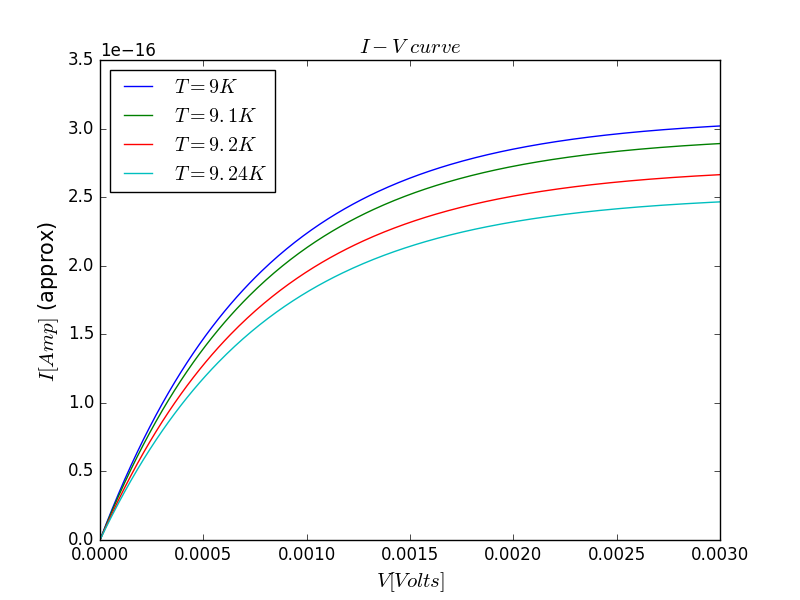 I − V curve
1e−16
3.5
3.0
2.5
2.0
1.5
1.0
0.5
0.0
T = 9K
T = 9.1K
T = 9.2K
T = 9.24K
I[Amp] (approx)
0.0000 0.0005 0.0010 0.0015 0.0020 0.0025 0.0030
V[Volts]